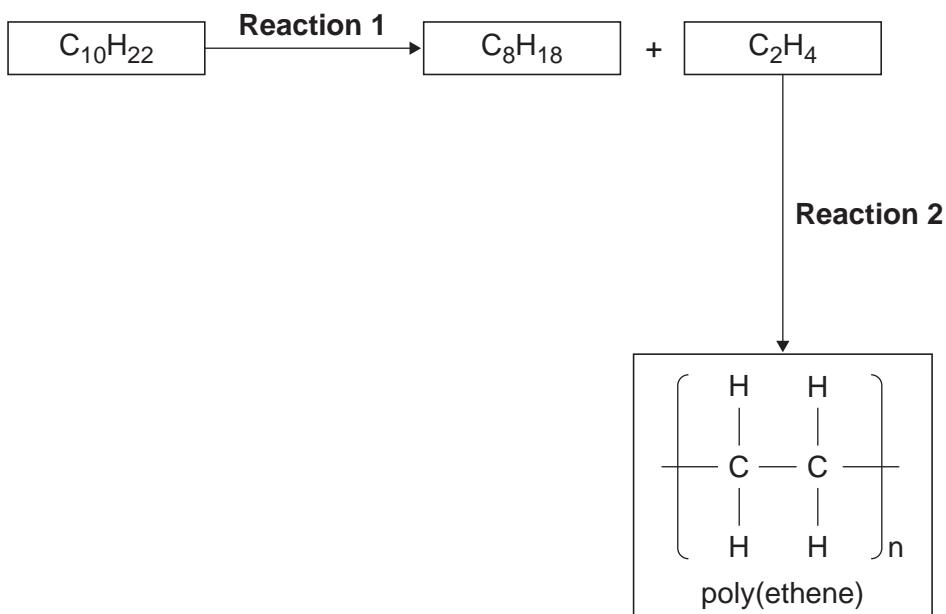 C₁₀H₂₂ Reaction 1 C₈H₁₈ + C₂H₄
Reaction 2
H H
C C
H H n
poly(ethene)